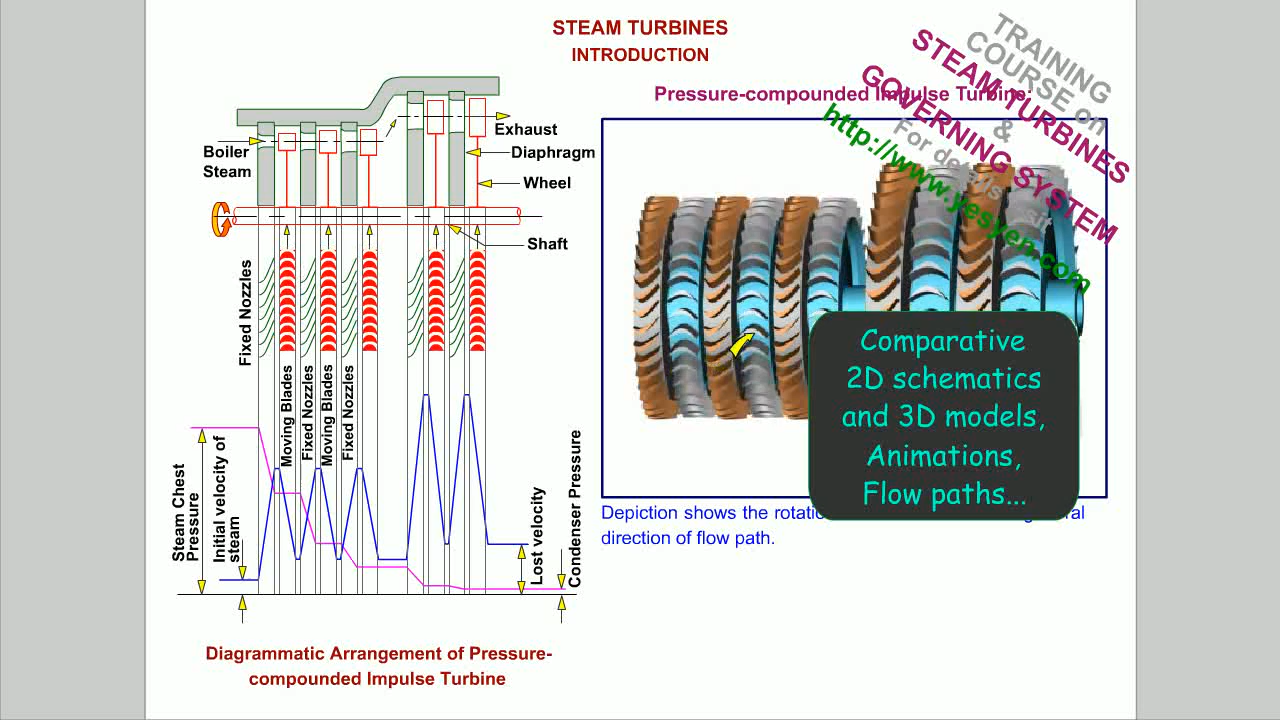 STEAM TURBINES
INTRODUCTION
Pressure-compounded Impulse Turbine:
TRAINING
COURSE on
STEAM TURBINES
&
GOVERNING SYSTEM
For details
http://www.yesyen.com
Boiler
Steam
Exhaust
Diaphragm
Wheel
Shaft
Fixed Nozzles
Moving Blades
Fixed Nozzles
Moving Blades
Fixed Nozzles
Steam Chest
Pressure
Initial velocity of
steam
Lost velocity
Condenser Pressure
Comparative
2D schematics
and 3D models,
Animations,
Flow paths...
Depiction shows the
direction of flow path.
Diagrammatic Arrangement of Pressure-
compounded Impulse Turbine